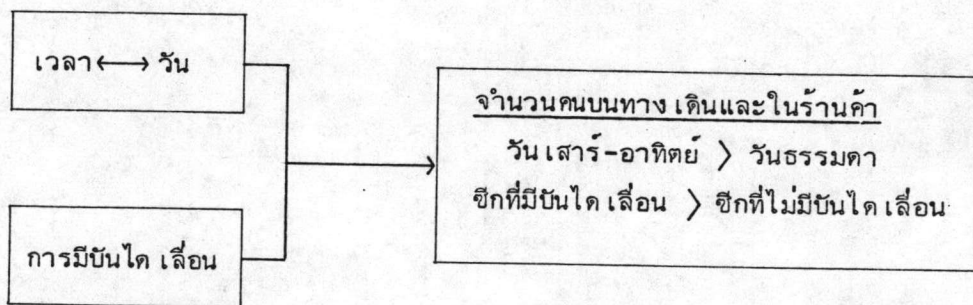 เวลา ⟷ วัน
การมีบันไดเลื่อน
จำนวนคนบนทางเดินและในร้านค้า
วันเสาร์-อาทิตย์ > วันธรรมดา
ซีกที่มีบันไดเลื่อน > ซีกที่ไม่มีบันไดเลื่อน